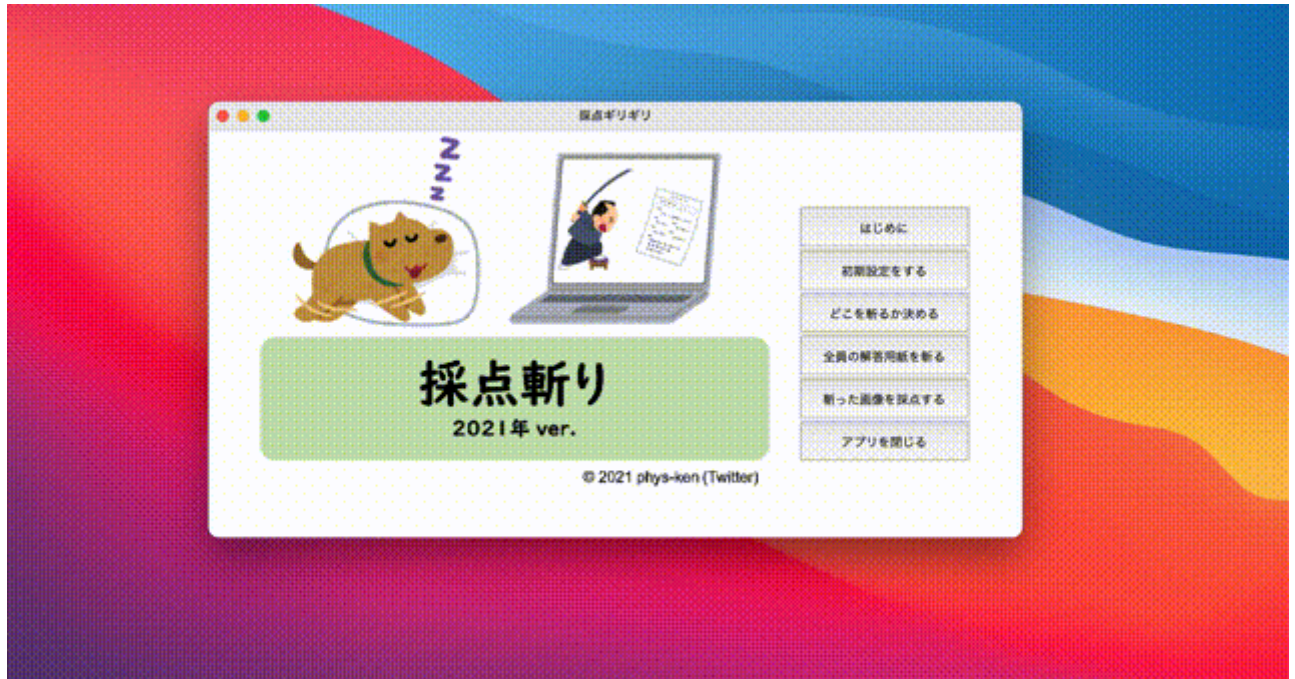 採点ギリギリ
Z
Z
Z
採点斬り
2021年 ver.
© 2021 phys-ken (Twitter)
はじめに
初期設定をする
どこを斬るか決める
全員の解答用紙を斬る
斬った画像を採点する
アプリを閉じる